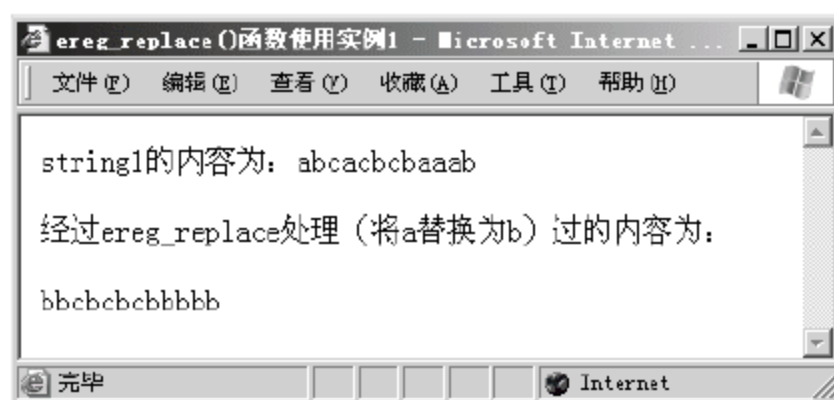 ereg_replace()函数使用实例1 - Microsoft Internet ...
文件(F) 编辑(E) 查看(V) 收藏(A) 工具(T) 帮助(H)
string1的内容为：abcacbcbaaab
经过ereg_replace处理（将a替换为b）过的内容为：
bbcbcbcbbbbb
完毕 Internet